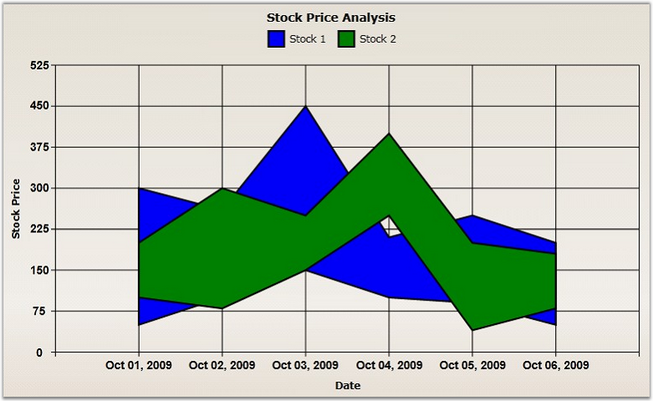 Stock Price Analysis
Stock 1 Stock 2
525
450
375
300
225
150
75
0
Stock Price
Oct 01, 2009 Oct 02, 2009 Oct 03, 2009 Oct 04, 2009 Oct 05, 2009 Oct 06, 2009
Date